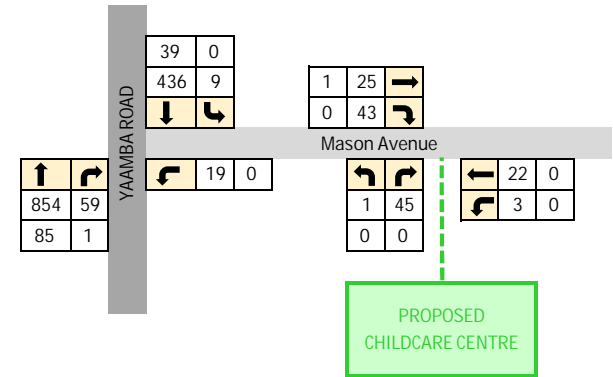 39 0
436 9
1 25
0 43
YAAMBA ROAD
Mason Avenue
19 0
854 59
85 1
1 45
0 0
22 0
3 0
PROPOSED
CHILDCARE CENTRE